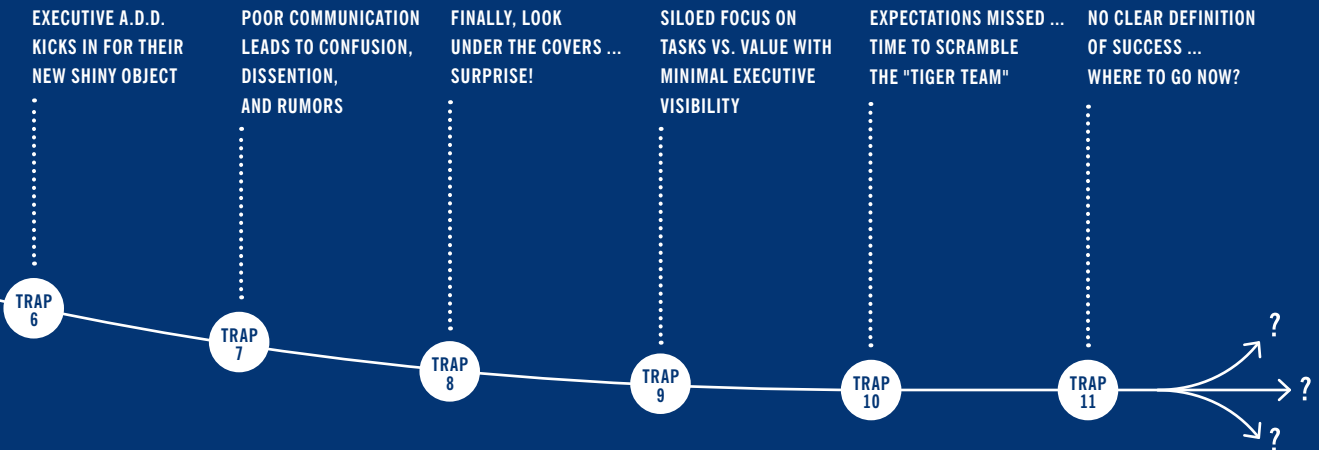 EXECUTIVE A.D.D.
KICKS IN FOR THEIR
NEW SHINY OBJECT
POOR COMMUNICATION
LEADS TO CONFUSION,
DISSENTION,
AND RUMORS
FINALLY, LOOK
UNDER THE COVERS ...
SURPRISE!
SILOED FOCUS ON
TASKS VS. VALUE WITH
MINIMAL EXECUTIVE
VISIBILITY
EXPECTATIONS MISSED ...
TIME TO SCRAMBLE
THE "TIGER TEAM"
NO CLEAR DEFINITION
OF SUCCESS ...
WHERE TO GO NOW?
TRAP
6
TRAP
7
TRAP
8
TRAP
9
TRAP
10
TRAP
11
?
?
?